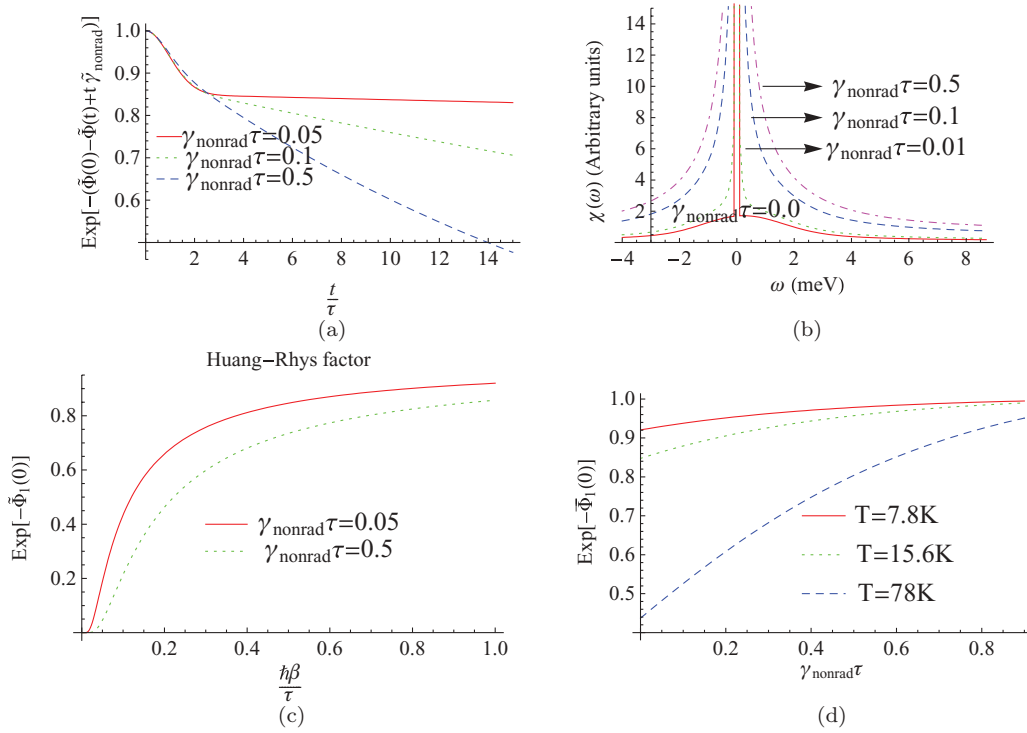 Exp[−(Φ̃(0)−Φ̃(t)+t γ̃nonrad)]
1.0
0.9
0.8
0.7
0.6
γnonradτ=0.05
γnonradτ=0.1
γnonradτ=0.5
2 4 6 8 10 12 14
t
τ
(a)
χ(ω) (Arbitrary units)
14
12
10
8
6
4
2
γnonradτ=0.5
γnonradτ=0.1
γnonradτ=0.01
γnonradτ=0.0
−4 −2 0 2 4 6 8
ω (meV)
(b)
Huang−Rhys factor
Exp[−Φ̃1(0)]
0.8
0.6
0.4
0.2
γnonradτ=0.05
γnonradτ=0.5
0.2 0.4 0.6 0.8 1.0
ℏβ
τ
(c)
Exp[−Φ̅1(0)]
1.0
0.9
0.8
0.7
0.6
0.5
T=7.8K
T=15.6K
T=78K
0.2 0.4 0.6 0.8
γnonradτ
(d)